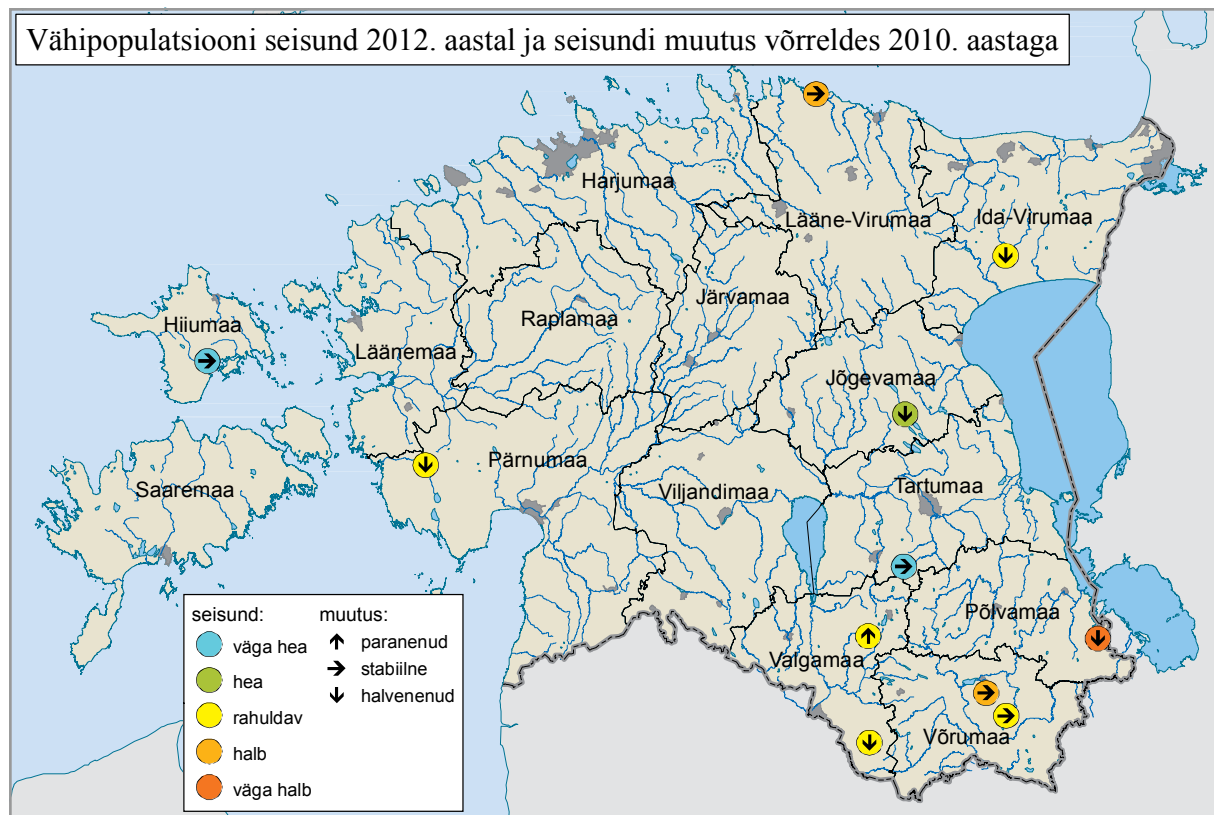 Vähipopulatsiooni seisund 2012. aastal ja seisundi muutus võrreldes 2010. aastaga
Harjumaa
Lääne-Virumaa
Ida-Virumaa
Hiiumaa
Läänemaa
Raplamaa
Järvamaa
Jõgevamaa
Saaremaa
Pärnumaa
Viljandimaa
Tartumaa
Põlvamaa
Valgamaa
Võrumaa
seisund:
väga hea
hea
rahuldav
halb
väga halb
muutus:
paranenud
stabiilne
halvenenud